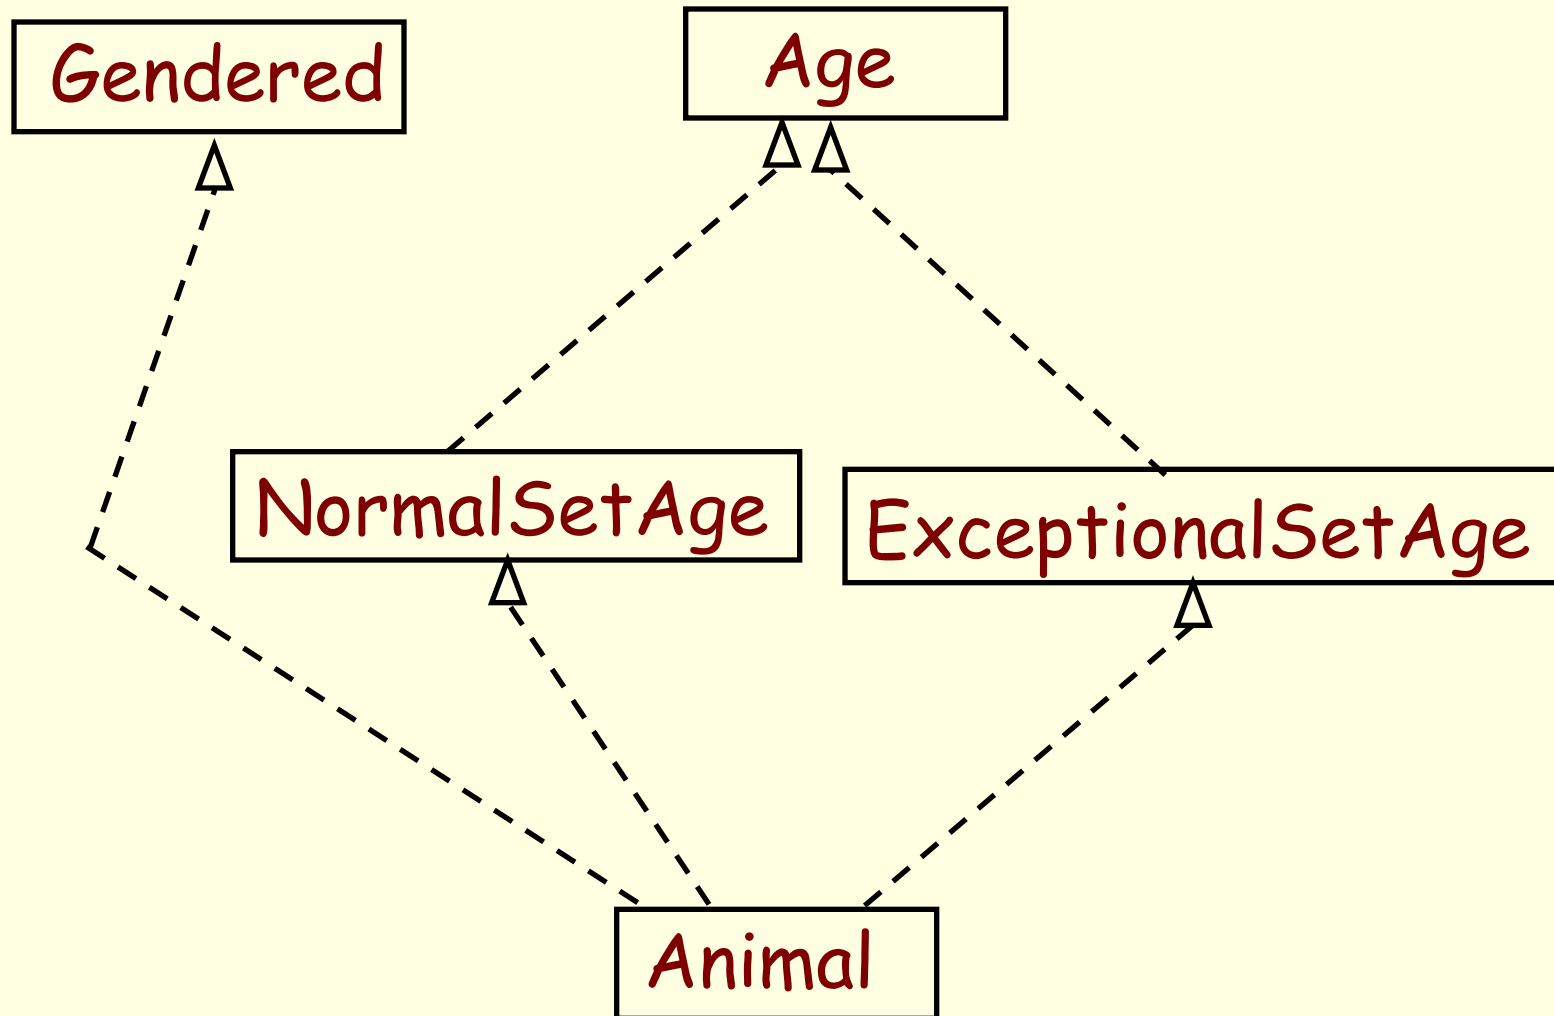 Gendered
Age
NormalSetAge
ExceptionalSetAge
Animal